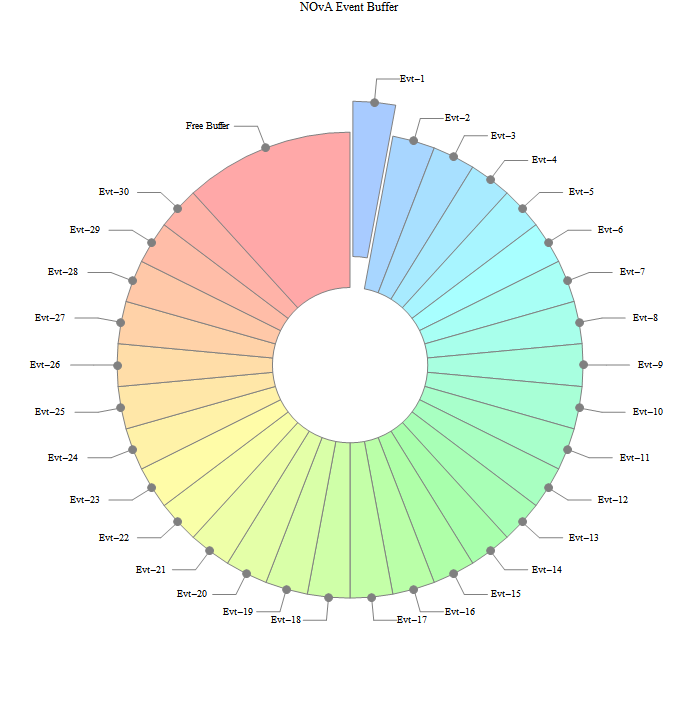 NOvA Event Buffer
Evt−1
Evt−2
Evt−3
Evt−4
Evt−5
Evt−6
Evt−7
Evt−8
Evt−9
Evt−10
Evt−11
Evt−12
Evt−13
Evt−14
Evt−15
Evt−16
Evt−17
Evt−18
Evt−19
Evt−20
Evt−21
Evt−22
Evt−23
Evt−24
Evt−25
Evt−26
Evt−27
Evt−28
Evt−29
Evt−30
Free Buffer